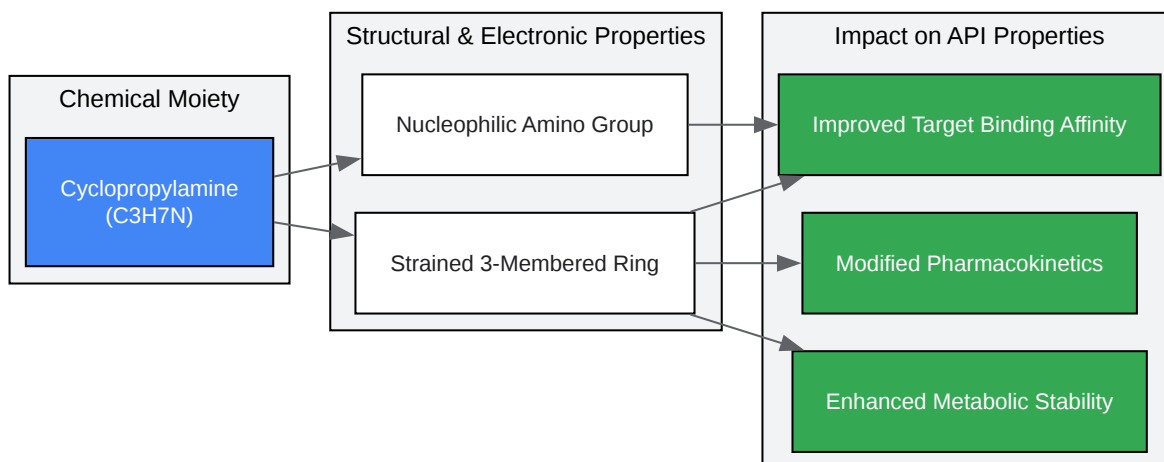 Chemical Moiety
Cyclopropylamine
(C3H7N)
Structural & Electronic Properties
Nucleophilic Amino Group
Strained 3-Membered Ring
Impact on API Properties
Improved Target Binding Affinity
Modified Pharmacokinetics
Enhanced Metabolic Stability